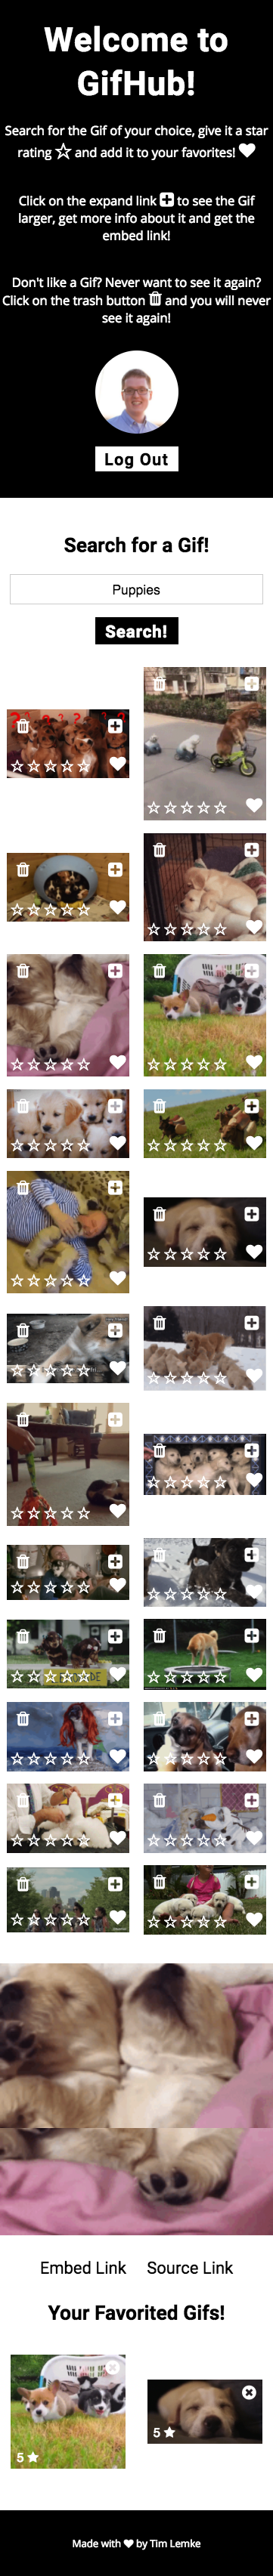 Welcome to
GifHub!
Search for the Gif of your choice, give it a star
rating and add it to your favorites!
Click on the expand link to see the Gif
larger, get more info about it and get the
embed link!
Don't like a Gif? Never want to see it again?
Click on the trash button and you will never
see it again!
Log Out
Search for a Gif!
Puppies
Search!
Embed Link Source Link
Your Favorited Gifs!
5
5
Made with by Tim Lemke